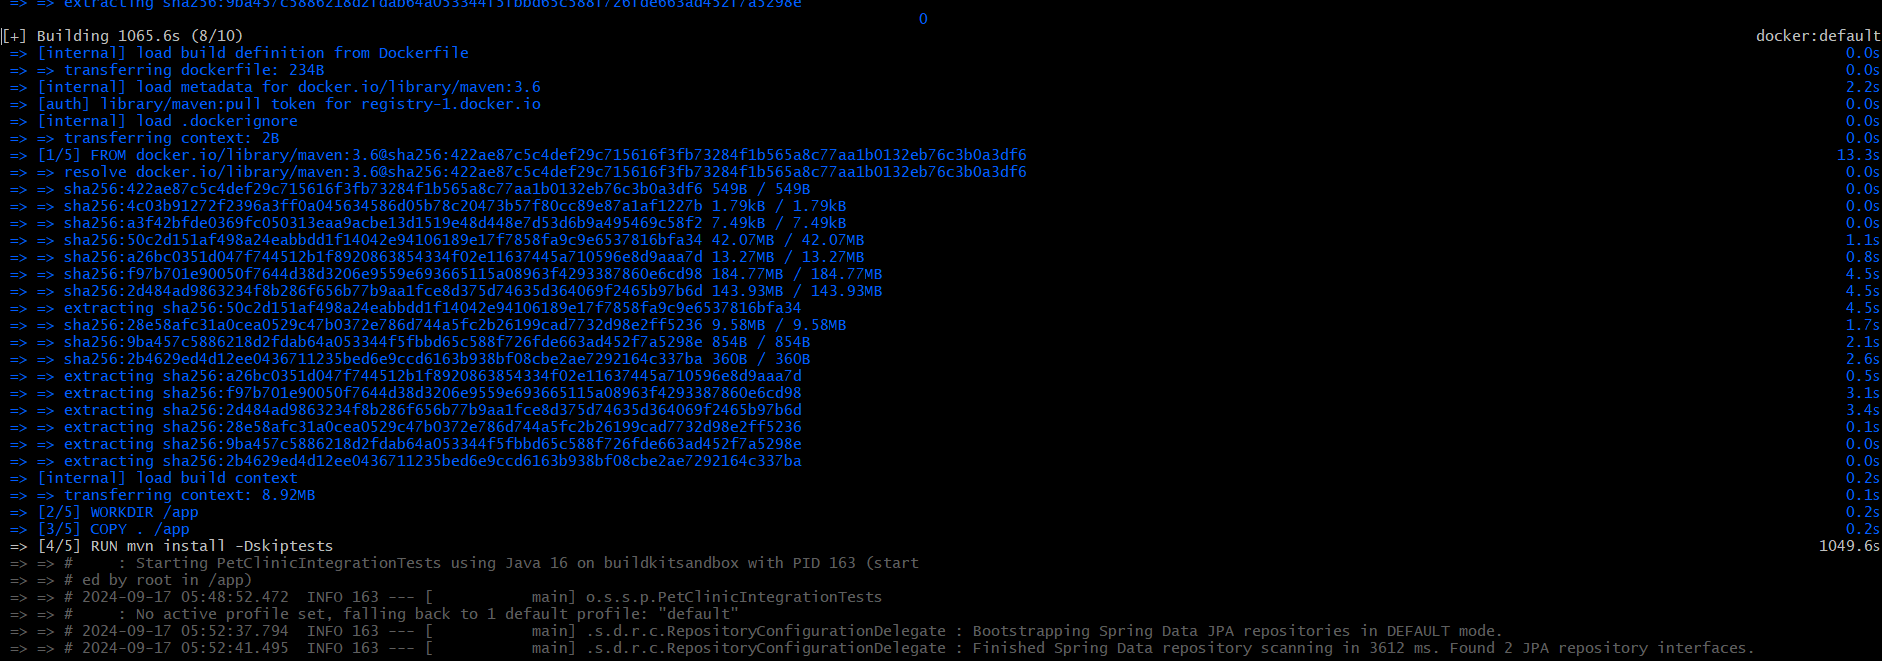 => => extracting sha256:9ba457c5886218d2fdab64a053344f5fbbd65c588f726fde663ad452f7a5298e
0
[+] Building 1065.6s (8/10) docker:default
=> [internal] load build definition from Dockerfile 0.0s
=> => transferring dockerfile: 234B 0.0s
=> [internal] load metadata for docker.io/library/maven:3.6 2.2s
=> [auth] library/maven:pull token for registry-1.docker.io 0.0s
=> [internal] load .dockerignore 0.0s
=> => transferring context: 2B 0.0s
=> [1/5] FROM docker.io/library/maven:3.6@sha256:422ae87c5c4def29c715616f3fb73284f1b565a8c77aa1b0132eb76c3b0a3df6 13.3s
=> => resolve docker.io/library/maven:3.6@sha256:422ae87c5c4def29c715616f3fb73284f1b565a8c77aa1b0132eb76c3b0a3df6 0.0s
=> => sha256:422ae87c5c4def29c715616f3fb73284f1b565a8c77aa1b0132eb76c3b0a3df6 549B / 549B 0.0s
=> => sha256:4c03b91272f2396a3ff0a045634586d05b78c20473b57f80cc89e87a1af1227b 1.79kB / 1.79kB 0.0s
=> => sha256:a3f42bfde0369fc050313eaa9acbe13d1519e48d448e7d53d6b9a495469c58f2 7.49kB / 7.49kB 0.0s
=> => sha256:50c2d151af498a24eabbdd1f14042e94106189e17f7858fa9c9e6537816bfa34 42.07MB / 42.07MB 1.1s
=> => sha256:a26bc0351d047f744512b1f8920863854334f02e11637445a710596e8d9aaa7d 13.27MB / 13.27MB 0.8s
=> => sha256:f97b701e90050f7644d38d3206e9559e693665115a08963f4293387860e6cd98 184.77MB / 184.77MB 4.5s
=> => sha256:2d484ad9863234f8b286f656b77b9aa1fce8d375d74635d364069f2465b97b6d 143.93MB / 143.93MB 4.5s
=> => extracting sha256:50c2d151af498a24eabbdd1f14042e94106189e17f7858fa9c9e6537816bfa34 4.5s
=> => sha256:28e58afc31a0cea0529c47b0372e786d744a5fc2b26199cad7732d98e2ff5236 9.58MB / 9.58MB 1.7s
=> => sha256:9ba457c5886218d2fdab64a053344f5fbbd65c588f726fde663ad452f7a5298e 854B / 854B 2.1s
=> => sha256:2b4629ed4d12ee0436711235bed6e9ccd6163b938bf08cbe2ae7292164c337ba 360B / 360B 2.6s
=> => extracting sha256:a26bc0351d047f744512b1f8920863854334f02e11637445a710596e8d9aaa7d 0.5s
=> => extracting sha256:f97b701e90050f7644d38d3206e9559e693665115a08963f4293387860e6cd98 3.1s
=> => extracting sha256:2d484ad9863234f8b286f656b77b9aa1fce8d375d74635d364069f2465b97b6d 3.4s
=> => extracting sha256:28e58afc31a0cea0529c47b0372e786d744a5fc2b26199cad7732d98e2ff5236 0.1s
=> => extracting sha256:9ba457c5886218d2fdab64a053344f5fbbd65c588f726fde663ad452f7a5298e 0.0s
=> => extracting sha256:2b4629ed4d12ee0436711235bed6e9ccd6163b938bf08cbe2ae7292164c337ba 0.0s
=> [internal] load build context 0.2s
=> => transferring context: 8.92MB 0.1s
=> [2/5] WORKDIR /app 0.2s
=> [3/5] COPY . /app 0.2s
=> [4/5] RUN mvn install -Dskiptests 1049.6s
=> => # : Starting PetClinicIntegrationTests using Java 16 on buildkitsandbox with PID 163 (start
=> => # ed by root in /app)
=> => # 2024-09-17 05:48:52.472 INFO 163 --- [ main] o.s.s.p.PetClinicIntegrationTests
=> => # : No active profile set, falling back to 1 default profile: "default"
=> => # 2024-09-17 05:52:37.794 INFO 163 --- [ main] .s.d.r.c.RepositoryConfigurationDelegate : Bootstrapping Spring Data JPA repositories in DEFAULT mode.
=> => # 2024-09-17 05:52:41.495 INFO 163 --- [ main] .s.d.r.c.RepositoryConfigurationDelegate : Finished Spring Data repository scanning in 3612 ms. Found 2 JPA repository interfaces.